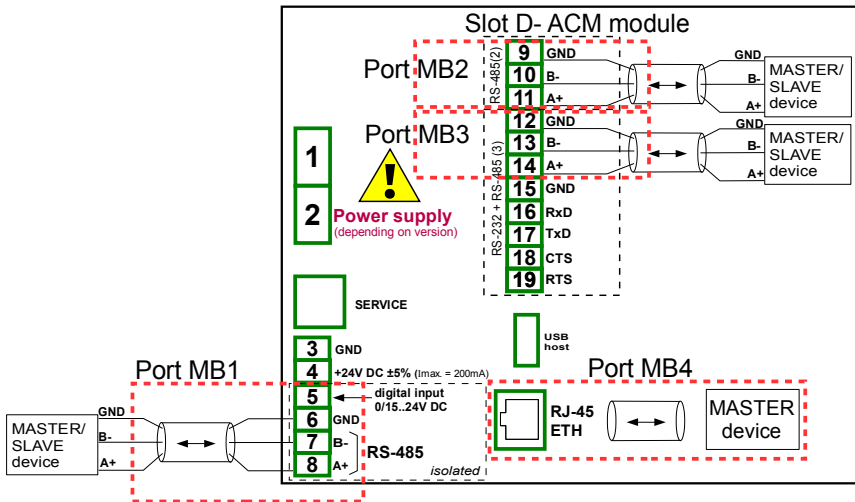 Slot D- ACM module
Port MB2
RS-485(2)
9 GND
10 B-
11 A+
GND
B-
A+
MASTER/
SLAVE
device
Port MB3
RS-232 + RS-485 (3)
12 GND
13 B-
14 A+
15 GND
16 RxD
17 TxD
18 CTS
19 RTS
GND
B-
A+
MASTER/
SLAVE
device
1
2
!
Power supply
(depending on version)
SERVICE
USB
host
3 GND
4 +24V DC ±5% (Imax. = 200mA)
5 digital input
0/15..24V DC
6 GND
7 B-
8 A+
RS-485
isolated
Port MB1
GND
B-
A+
MASTER/
SLAVE
device
Port MB4
RJ-45
ETH
MASTER
device